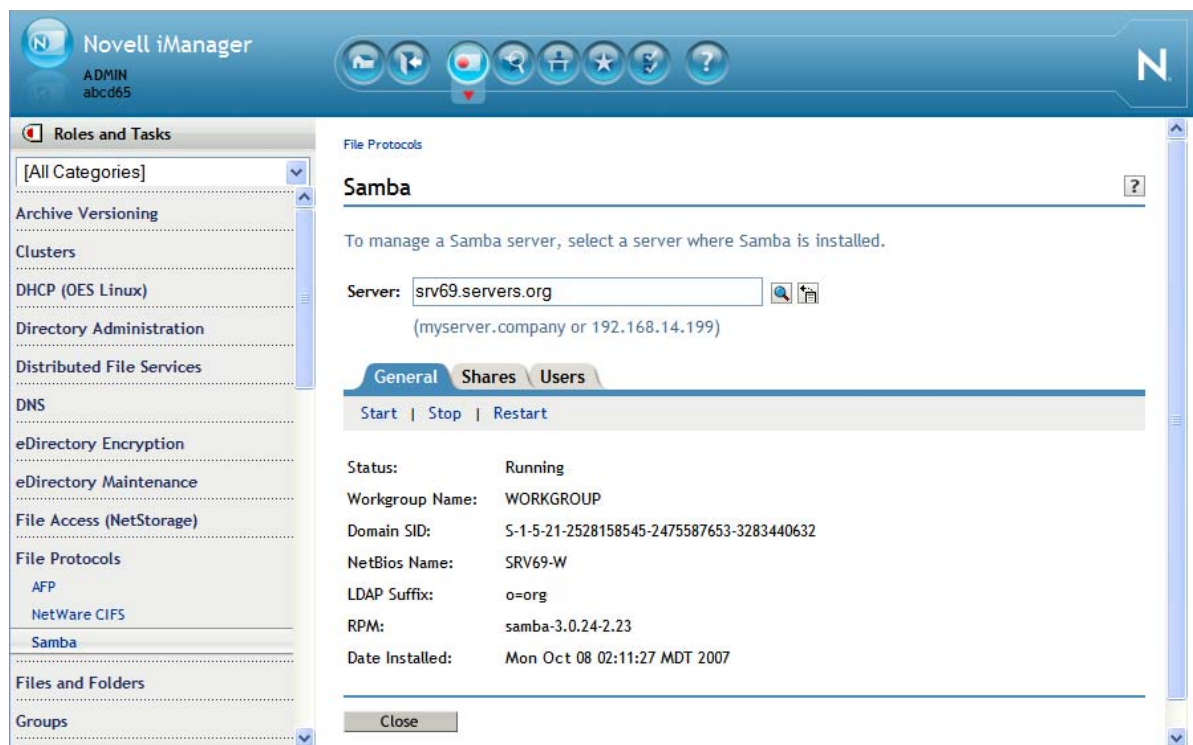 Novell iManager
ADMIN
abcd65
N
Roles and Tasks
[All Categories]
Archive Versioning
Clusters
DHCP (OES Linux)
Directory Administration
Distributed File Services
DNS
eDirectory Encryption
eDirectory Maintenance
File Access (NetStorage)
File Protocols
AFP
NetWare CIFS
Samba
Files and Folders
Groups
File Protocols
Samba
?
To manage a Samba server, select a server where Samba is installed.
Server: srv69.servers.org
(myserver.company or 192.168.14.199)
General Shares Users
Start | Stop | Restart
Status: Running
Workgroup Name: WORKGROUP
Domain SID: S-1-5-21-2528158545-2475587653-3283440632
NetBios Name: SRV69-W
LDAP Suffix: o=org
RPM: samba-3.0.24-2.23
Date Installed: Mon Oct 08 02:11:27 MDT 2007
Close